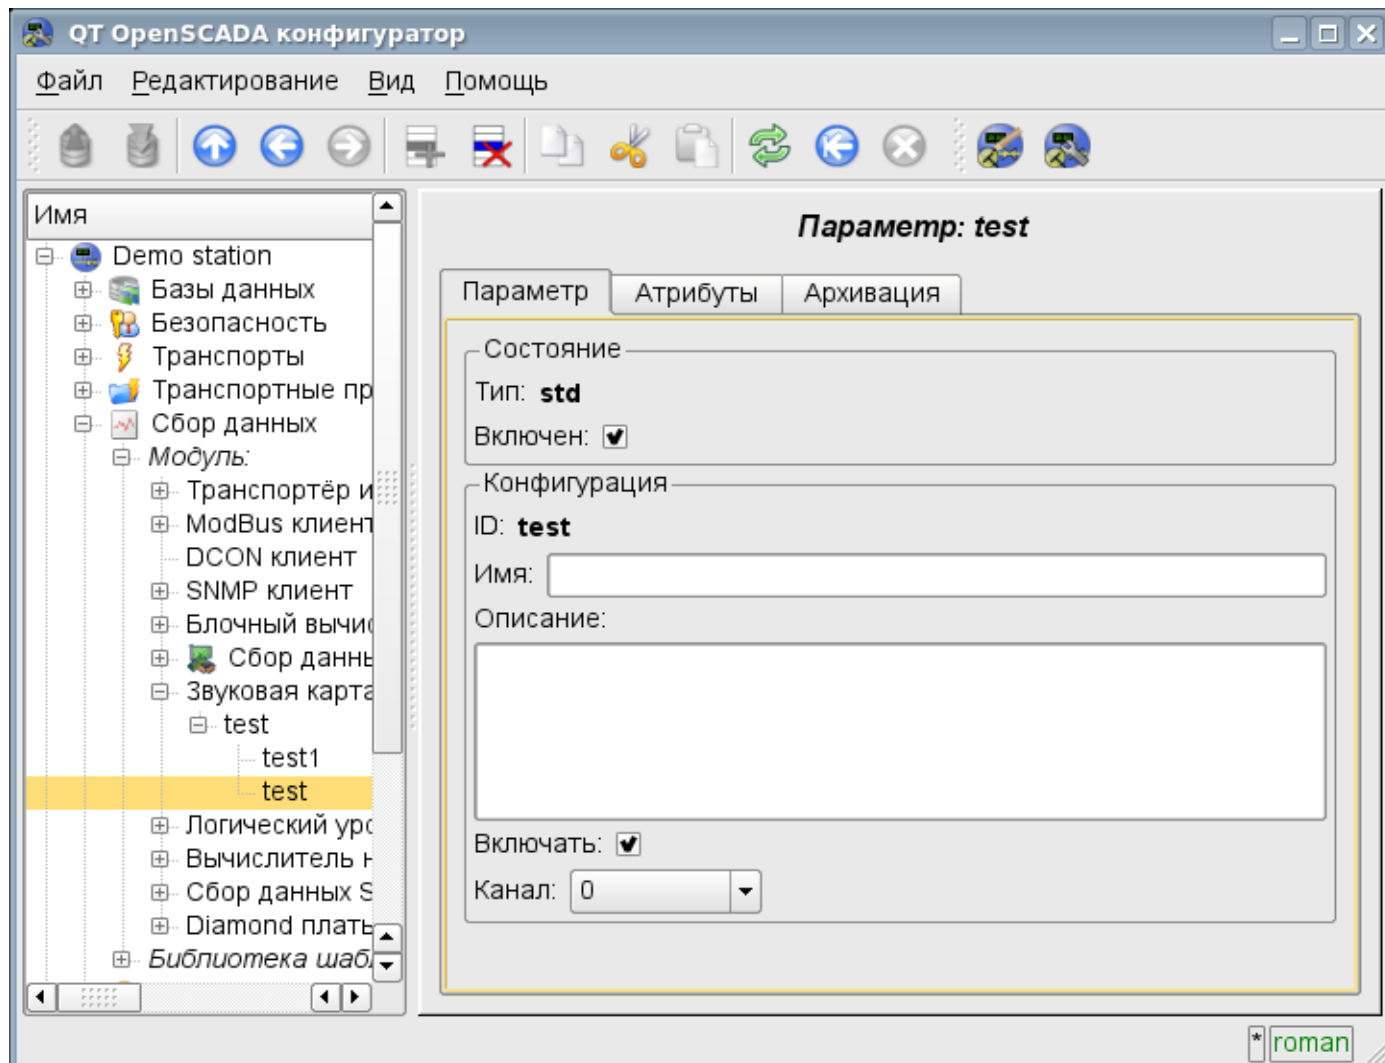 QT OpenSCADA конфигуратор
Файл Редактирование Вид Помощь
Имя
Demo station
Базы данных
Безопасность
Транспорты
Транспортные пр
Сбор данных
Модуль:
Транспортёр и
ModBus клиент
DCON клиент
SNMP клиент
Блочный вычис
Сбор данны
Звуковая карта
test
test1
test
Логический уро
Вычислитель н
Сбор данных S
Diamond платы
Библиотека шабл
Параметр: test
Параметр Атрибуты Архивация
Состояние
Тип: std
Включен:
Конфигурация
ID: test
Имя:
Описание:
Включать:
Канал: 0
* roman